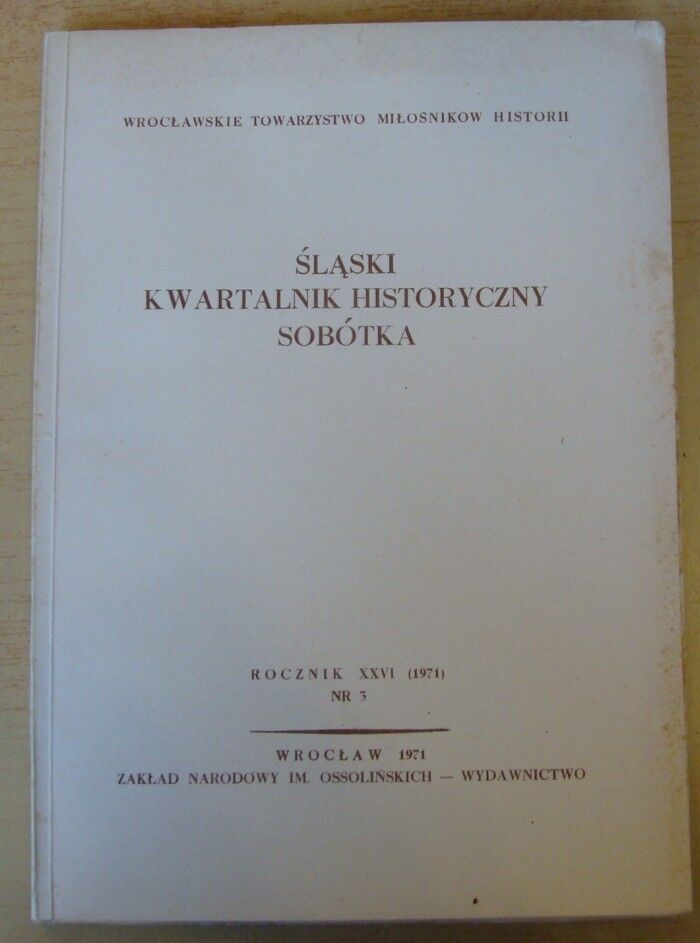 WROCŁAWSKIE TOWARZYSTWO MIŁOŚNIKOW HISTORII
ŚLĄSKI
KWARTALNIK HISTORYCZNY
SOBÓTKA
ROCZNIK XXVI (1971)
NR 3
WROCŁAW 1971
ZAKŁAD NARODOWY IM. OSSOLIŃSKICH — WYDAWNICTWO